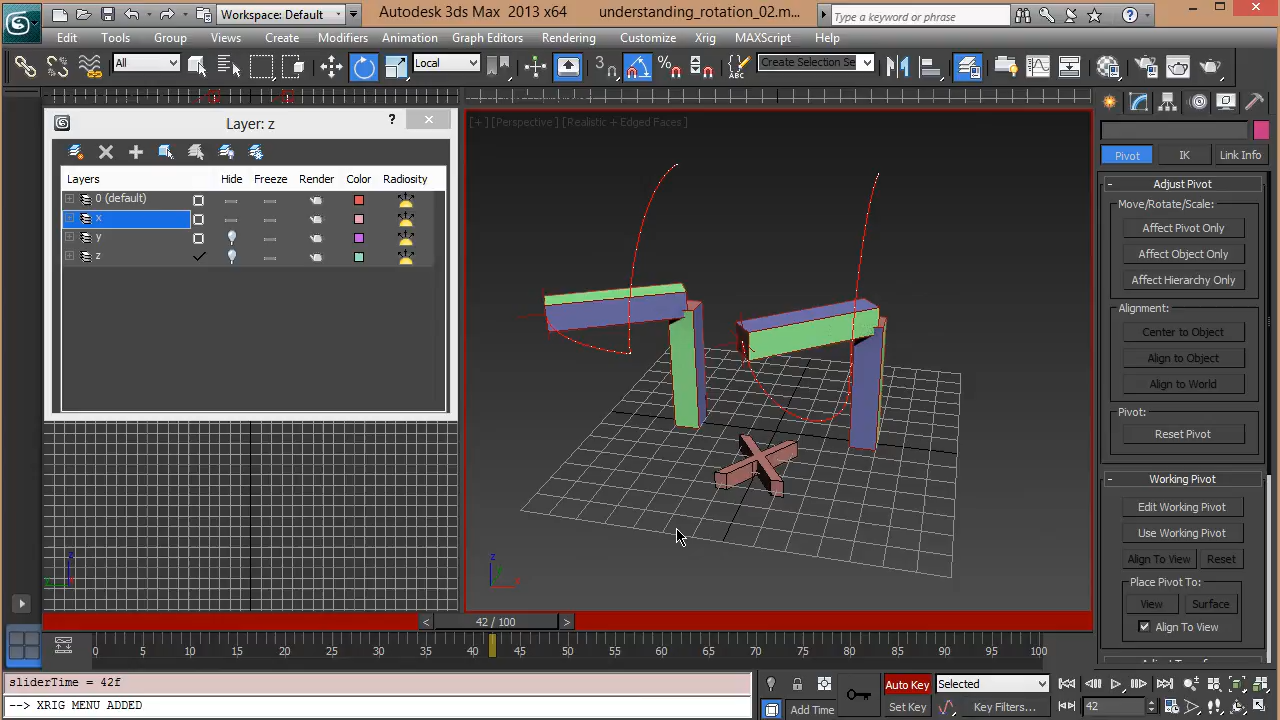 Workspace: Default
Autodesk 3ds Max 2013 x64
understanding_rotation_02.m...
Type a keyword or phrase
Edit Tools Group Views Create Modifiers Animation Graph Editors Rendering Customize Xrig MAXScript Help
All
Local
3
Create Selection Se
Layer: z
?
Layers Hide Freeze Render Color Radiosity
0 (default)
x
y
z
[ + ] [Perspective ] [Realistic + Edged Faces ]
Pivot IK Link Info
- Adjust Pivot
Move/Rotate/Scale:
Affect Pivot Only
Affect Object Only
Affect Hierarchy Only
Alignment:
Center to Object
Align to Object
Align to World
Pivot:
Reset Pivot
- Working Pivot
Edit Working Pivot
Use Working Pivot
Align To View Reset
Place Pivot To:
View Surface
Align To View
z
x
z
< 42 / 100 >
0 5 10 15 20 25 30 35 40 45 50 55 60 65 70 75 80 85 90 95 100
sliderTime = 42f
--> XRIG MENU ADDED
Add Time
Auto Key
Set Key
Selected
Key Filters...
42